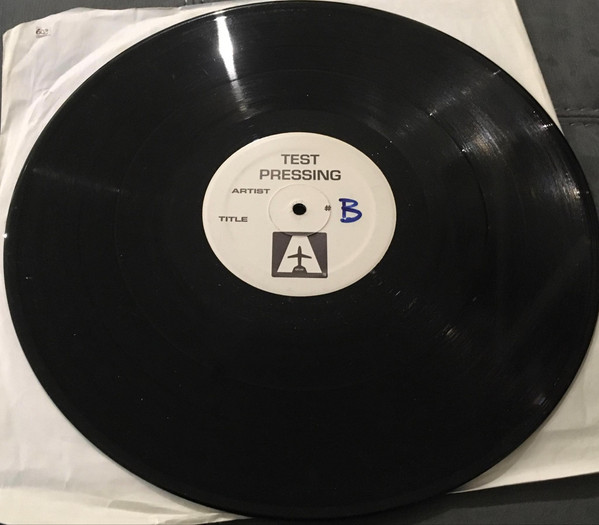 TEST
PRESSING
ARTIST
# B
TITLE
A